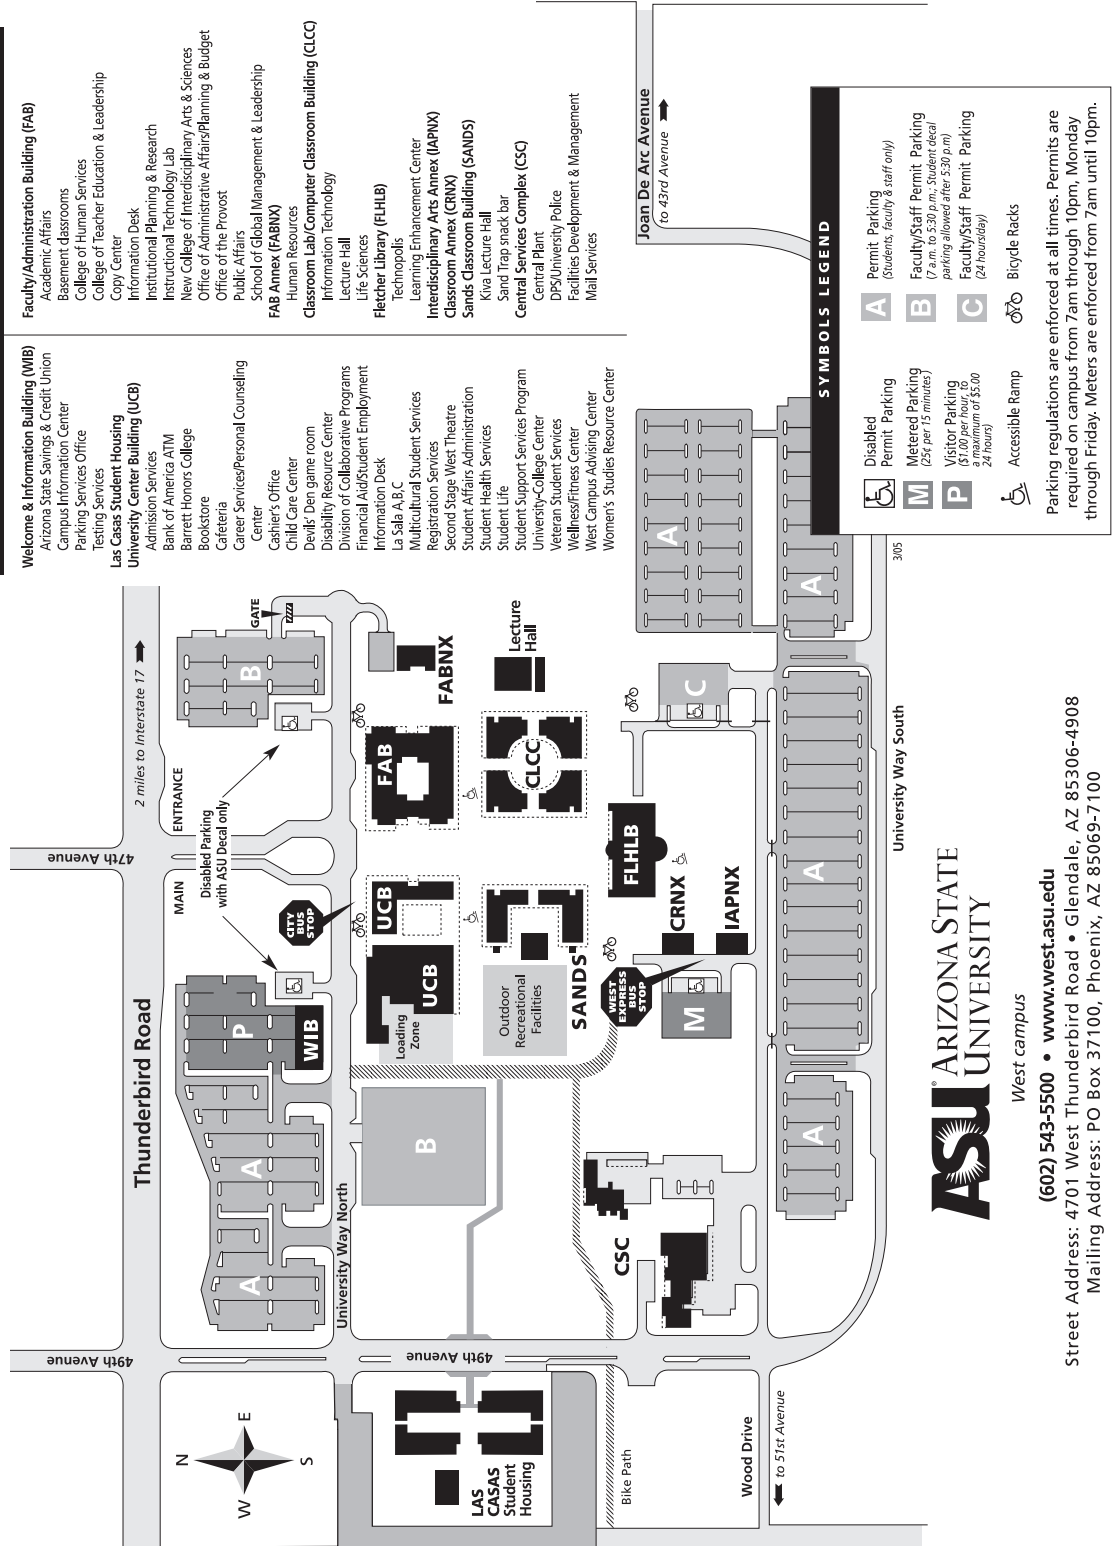 Welcome & Information Building (WIB)
Arizona State Savings & Credit Union
Campus Information Center
Parking Services Office
Testing Services
Las Casas Student Housing
University Center Building (UCB)
Admission Services
Bank of America ATM
Barrett Honors College
Bookstore
Cafeteria
Career Services/Personal Counseling
Center
Cashier's Office
Child Care Center
Devils' Den game room
Disability Resource Center
Division of Collaborative Programs
Financial Aid/Student Employment
Information Desk
La Sala A,B,C
Multicultural Student Services
Registration Services
Second Stage West Theatre
Student Affairs Administration
Student Health Services
Student Life
Student Support Services Program
University-College Center
Veteran Student Services
Wellness/Fitness Center
West Campus Advising Center
Women's Studies Resource Center
Faculty/Administration Building (FAB)
Academic Affairs
Basement classrooms
College of Human Services
College of Teacher Education & Leadership
Copy Center
Information Desk
Institutional Planning & Research
Instructional Technology Lab
New College of Interdisciplinary Arts & Sciences
Office of Administrative Affairs/Planning & Budget
Office of the Provost
Public Affairs
School of Global Management & Leadership
FAB Annex (FABNX)
Human Resources
Classroom Lab/Computer Classroom Building (CLCC)
Information Technology
Lecture Hall
Life Sciences
Fletcher Library (FLHLB)
Technopolis
Learning Enhancement Center
Interdisciplinary Arts Annex (IAPNX)
Classroom Annex (CRNX)
Sands Classroom Building (SANDS)
Kiva Lecture Hall
Sand Trap snack bar
Central Services Complex (CSC)
Central Plant
DPS/University Police
Facilities Development & Management
Mail Services
N
W
E
S
49th Avenue
Thunderbird Road
47th Avenue
2 miles to Interstate 17
MAIN
ENTRANCE
Disabled Parking
with ASU Decal only
GATE
A
A
P
WIB
B
CITY
BUS
STOP
University Way North
49th Avenue
B
Loading
Zone
UCB
UCB
FAB
FABNX
Outdoor
Recreational
Facilities
SANDS
CLCC
Lecture
Hall
LAS
CASAS
Student
Housing
Bike Path
Wood Drive
to 51st Avenue
CSC
WEST
EXPRESS
BUS
STOP
M
CRNX
IAPNX
FLHLB
C
A
A
A
A
University Way South
3/05
Joan De Arc Avenue
to 43rd Avenue
SYMBOLS LEGEND
Disabled
Permit Parking
M
Metered Parking
(25¢ per 15 minutes)
P
Visitor Parking
($1.00 per hour, to
a maximum of $5.00
24 hours)
Accessible Ramp
A
Permit Parking
(Students, faculty & staff only)
B
Faculty/Staff Permit Parking
(7 a.m. to 5:30 p.m; Student decal
parking allowed after 5:30 p.m)
C
Faculty/Staff Permit Parking
(24 hours/day)
Bicycle Racks
Parking regulations are enforced at all times. Permits are
required on campus from 7am through 10pm, Monday
through Friday. Meters are enforced from 7am until 10pm.
ASU® ARIZONA STATE
UNIVERSITY
West campus
(602) 543-5500 • www.west.asu.edu
Street Address: 4701 West Thunderbird Road • Glendale, AZ 85306-4908
Mailing Address: PO Box 37100, Phoenix, AZ 85069-7100